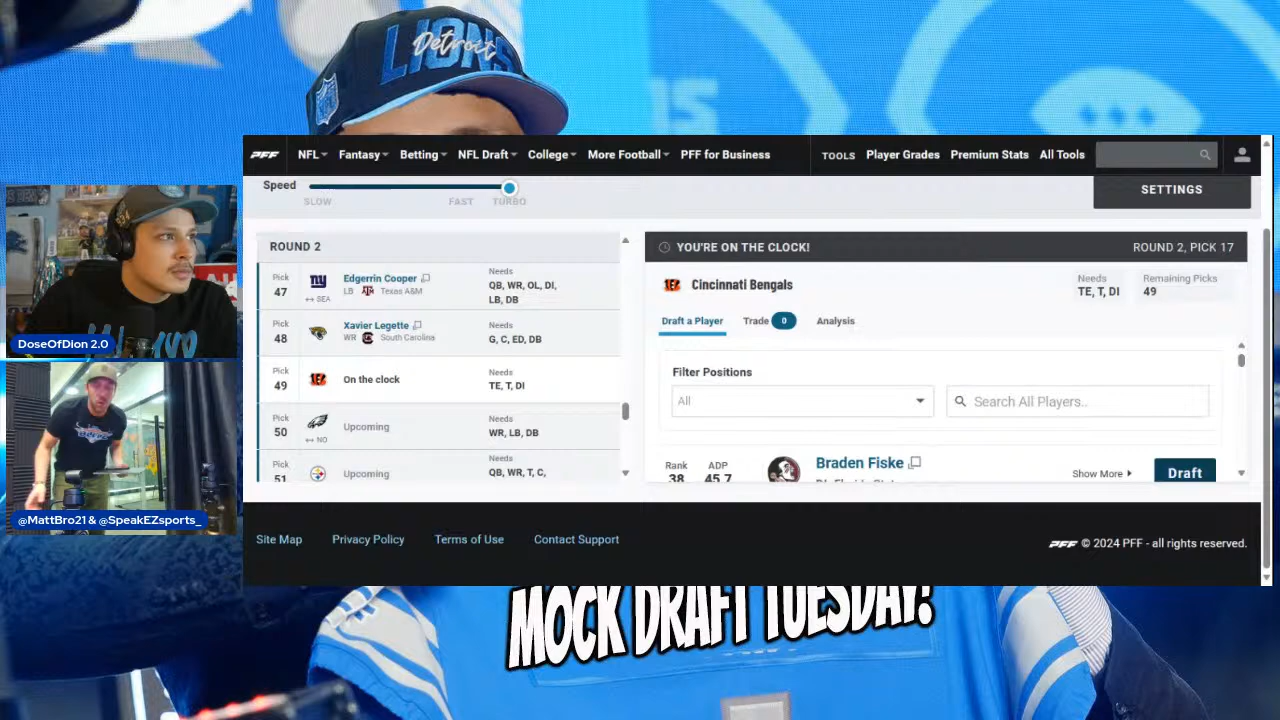 Detroit
LIONS
NFL
PFF NFL Fantasy Betting NFL Draft College More Football PFF for Business TOOLS Player Grades Premium Stats All Tools
Speed
SLOW FAST TURBO
SETTINGS
ROUND 2
Pick 47
↔ SEA
Edgerrin Cooper
LB Texas A&M
Needs
QB, WR, OL, DI,
LB, DB
Pick 48
Xavier Legette
WR South Carolina
Needs
G, C, ED, DB
Pick 49
On the clock
Needs
TE, T, DI
Pick 50
↔ NO
Upcoming
Needs
WR, LB, DB
Pick 51
Upcoming
Needs
QB, WR, T, C,
YOU'RE ON THE CLOCK! ROUND 2, PICK 17
Cincinnati Bengals
Needs
TE, T, DI
Remaining Picks
49
Draft a Player Trade 0 Analysis
Filter Positions
All
Search All Players..
Rank
38
ADP
45.7
Braden Fiske
Show More
Draft
Site Map Privacy Policy Terms of Use Contact Support
PFF © 2024 PFF - all rights reserved.
DoseOfDion 2.0
@MattBro21 & @SpeakEZsports_
MOCK DRAFT TUESDAY!